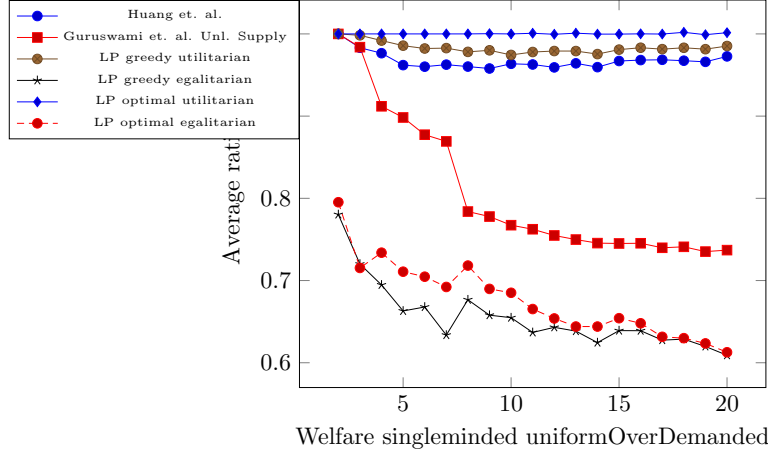 Huang et. al.
Guruswami et. al. Unl. Supply
LP greedy utilitarian
LP greedy egalitarian
LP optimal utilitarian
LP optimal egalitarian
Average
0.8
0.7
0.6
5
10
15
20
Welfare singleminded uniformOverDemanded